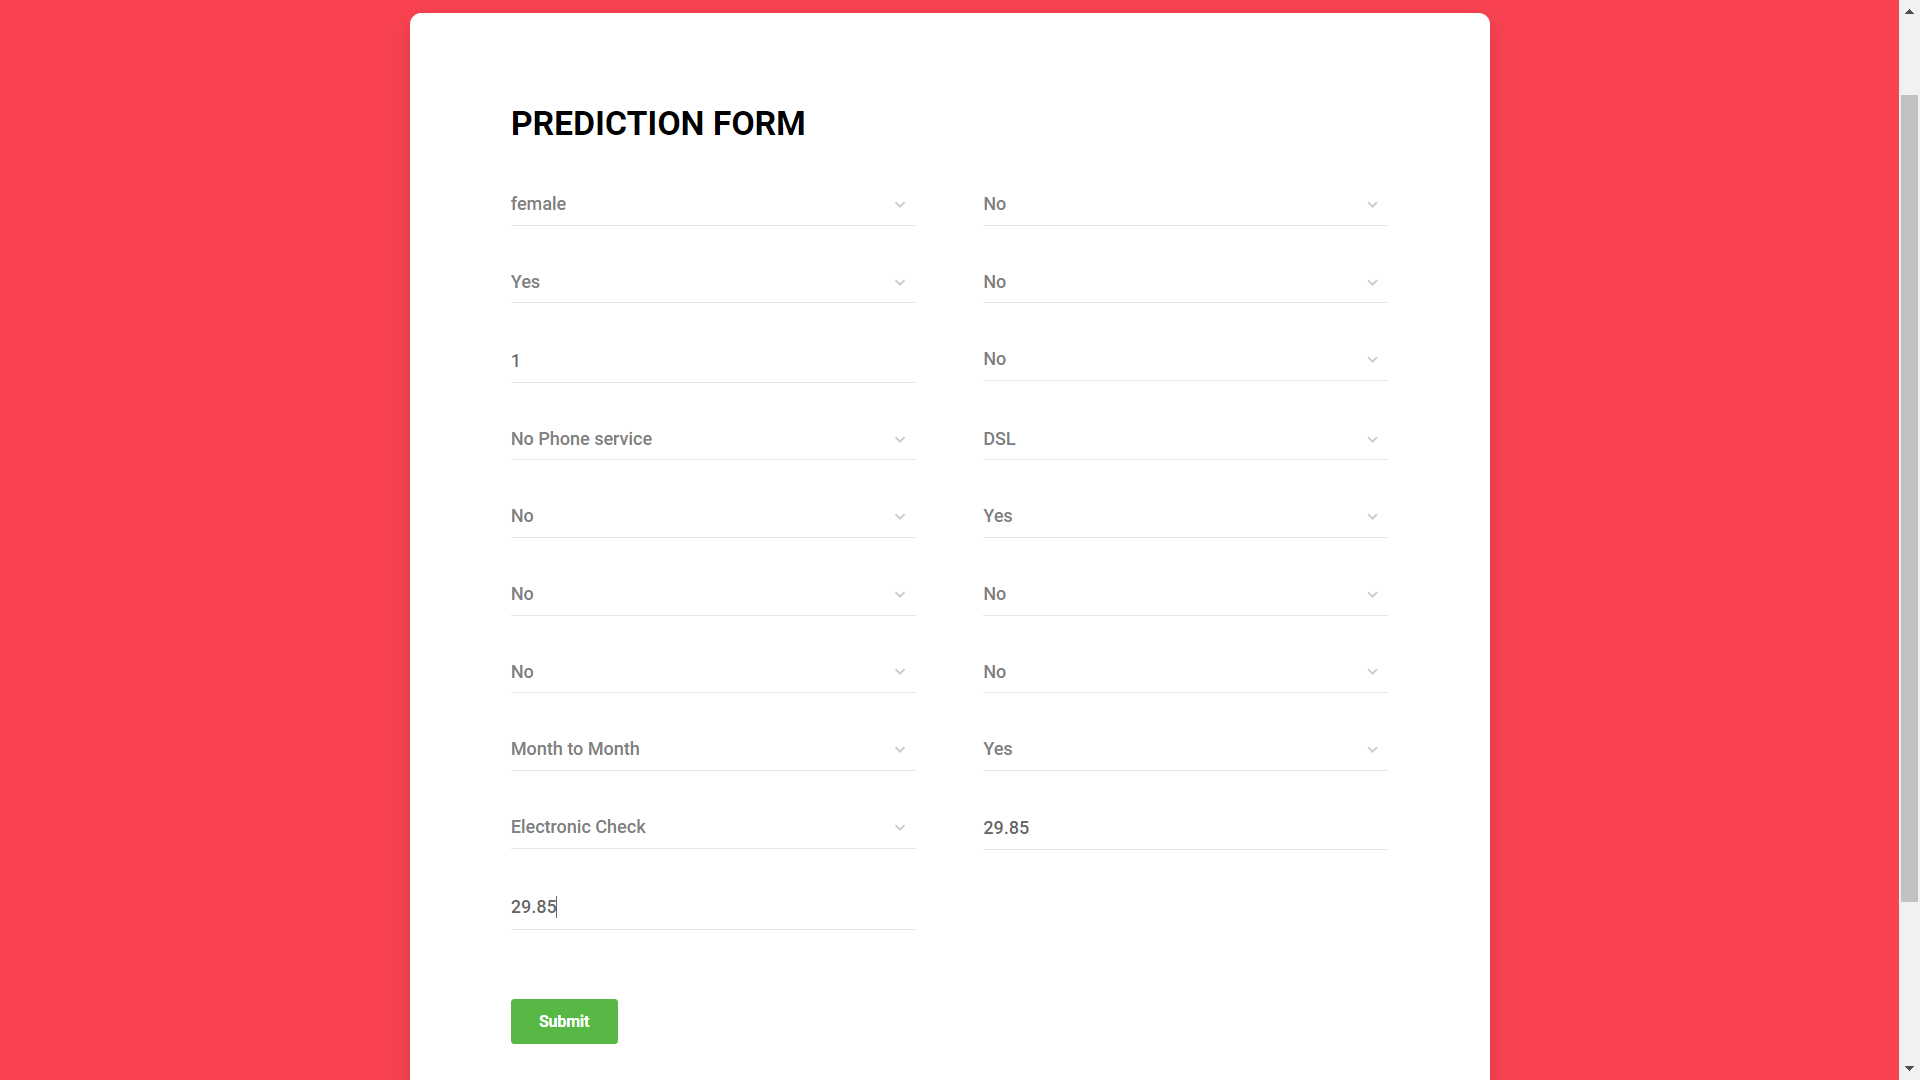 PREDICTION FORM
female No
Yes No
1 No
No Phone service DSL
No Yes
No No
No No
Month to Month Yes
Electronic Check 29.85
29.85
Submit